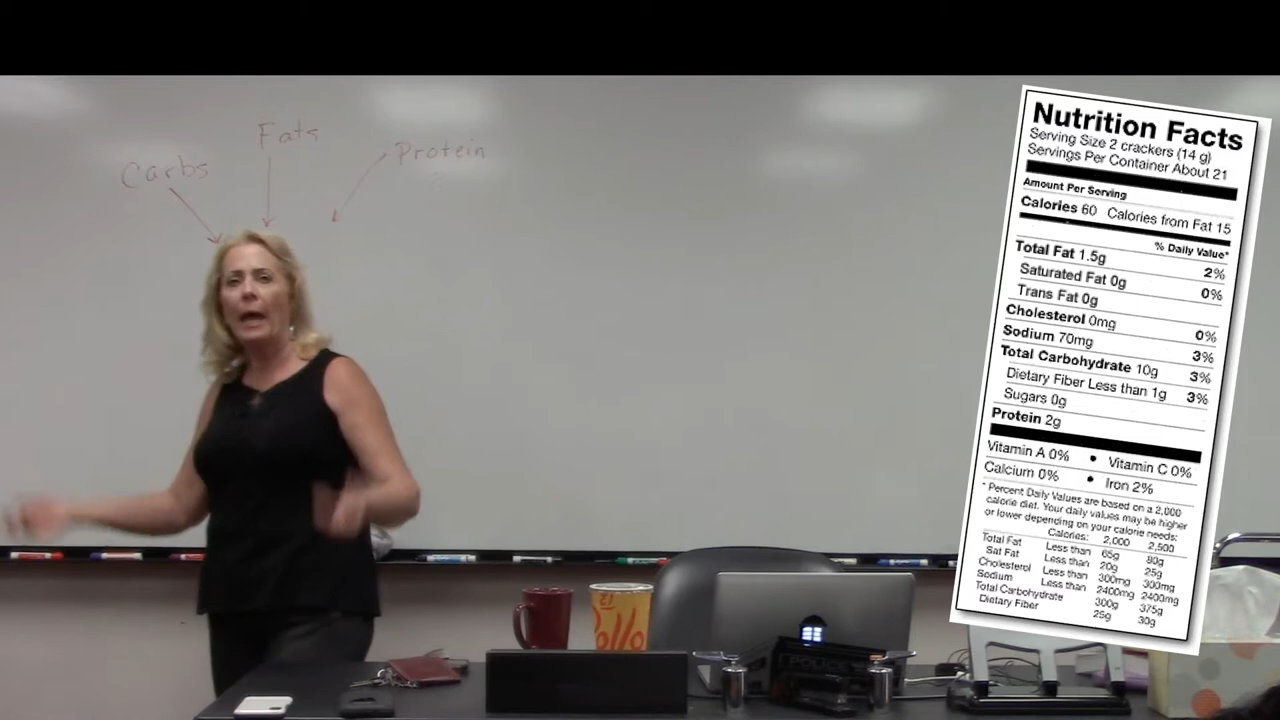 Fats
Carbs
Protein
Nutrition Facts
Serving Size 2 crackers (14 g)
Servings Per Container About 21
Amount Per Serving
Calories 60 Calories from Fat 15
% Daily Value*
Total Fat 1.5g 2%
Saturated Fat 0g 0%
Trans Fat 0g
Cholesterol 0mg 0%
Sodium 70mg 3%
Total Carbohydrate 10g 3%
Dietary Fiber Less than 1g 3%
Sugars 0g
Protein 2g
Vitamin A 0% • Vitamin C 0%
Calcium 0% • Iron 2%
* Percent Daily Values are based on a 2,000
calorie diet. Your daily values may be higher
or lower depending on your calorie needs:
Calories: 2,000 2,500
Total Fat Less than 65g 80g
Sat Fat Less than 20g 25g
Cholesterol Less than 300mg 300mg
Sodium Less than 2400mg 2400mg
Total Carbohydrate 300g 375g
Dietary Fiber 25g 30g
POLICE